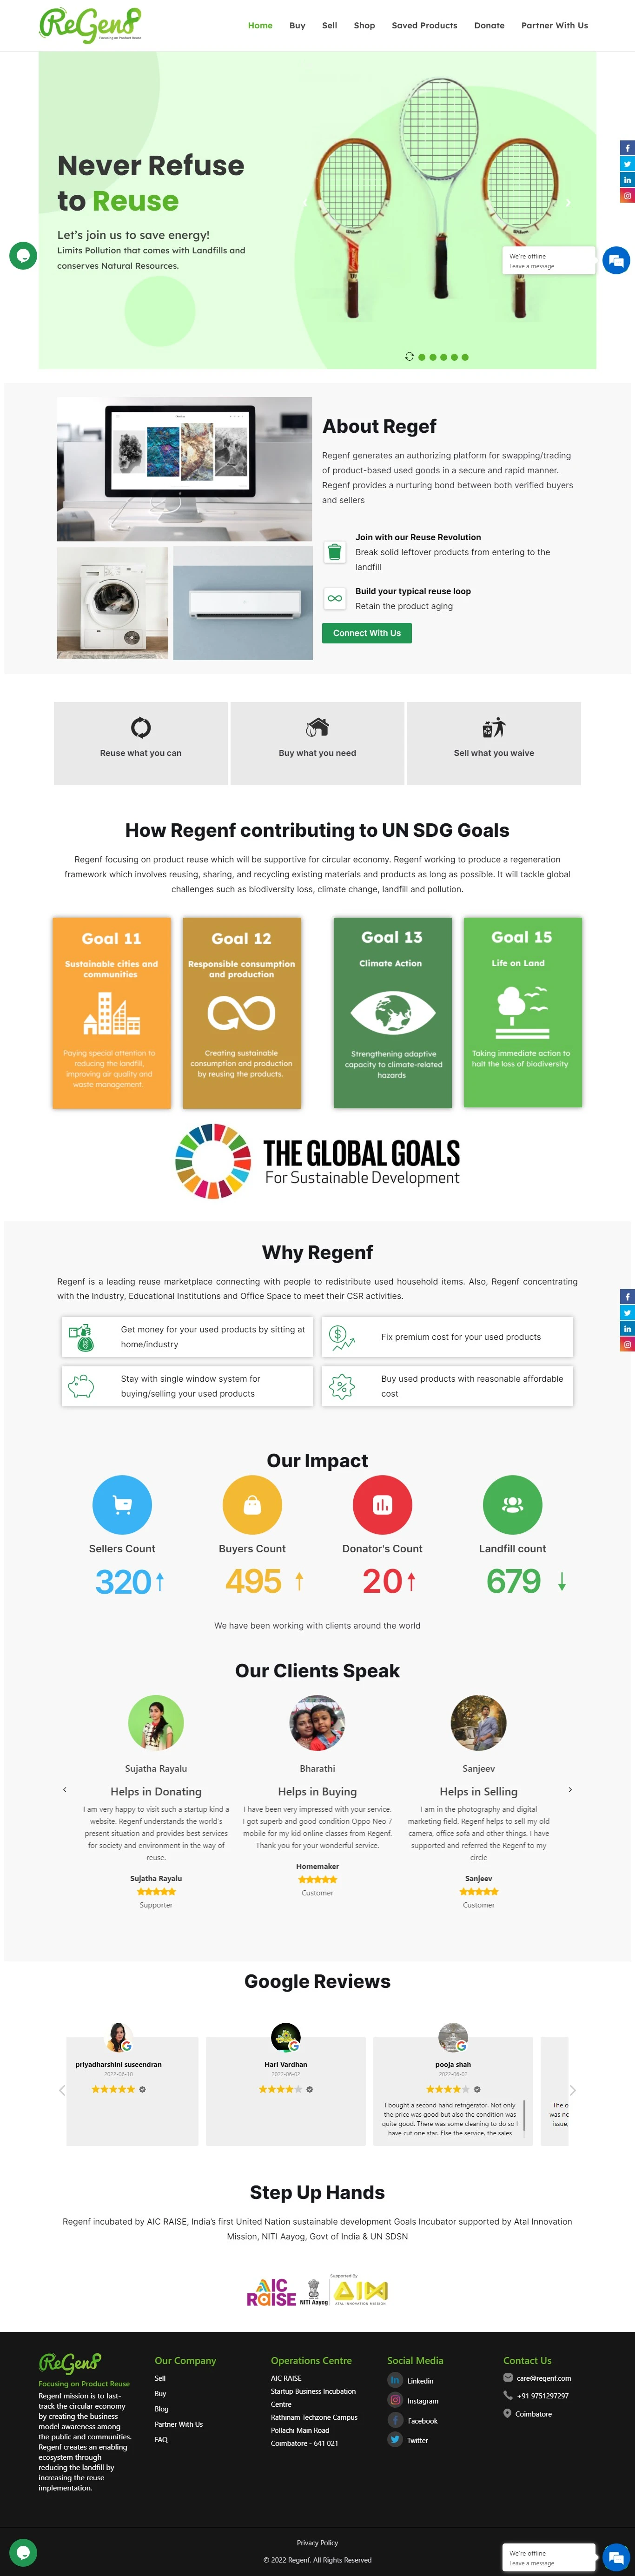 ReGenf
Focusing on Product Reuse
Home Buy Sell Shop Saved Products Donate Partner With Us
Never Refuse
to Reuse
Let's join us to save energy!
Limits Pollution that comes with Landfills and
conserves Natural Resources.
We're offline
Leave a message
About Regef
Regenf generates an authorizing platform for swapping/trading
of product-based used goods in a secure and rapid manner.
Regenf provides a nurturing bond between both verified buyers
and sellers
Join with our Reuse Revolution
Break solid leftover products from entering to the
landfill
Build your typical reuse loop
Retain the product aging
Connect With Us
Reuse what you can
Buy what you need
Sell what you waive
How Regenf contributing to UN SDG Goals
Regenf focusing on product reuse which will be supportive for circular economy. Regenf working to produce a regeneration
framework which involves reusing, sharing, and recycling existing materials and products as long as possible. It will tackle global
challenges such as biodiversity loss, climate change, landfill and pollution.
Goal 11
Sustainable cities and
communities
Paying special attention to
reducing the landfill,
improving air quality and
waste management
Goal 12
Responsible consumption
and production
Creating sustainable
consumption and production
by reusing the products.
Goal 13
Climate Action
Strengthening adaptive
capacity to climate-related
hazards
Goal 15
Life on Land
Taking immediate action to
halt the loss of biodiversity
THE GLOBAL GOALS
For Sustainable Development
Why Regenf
Regenf is a leading reuse marketplace connecting with people to redistribute used household items. Also, Regenf concentrating
with the Industry, Educational Institutions and Office Space to meet their CSR activities.
Get money for your used products by sitting at
home/industry
Fix premium cost for your used products
Stay with single window system for
buying/selling your used products
Buy used products with reasonable affordable
cost
Our Impact
Sellers Count
320
Buyers Count
495
Donator's Count
20
Landfill count
679
We have been working with clients around the world
Our Clients Speak
Sujatha Rayalu
Helps in Donating
I am very happy to visit such a startup kind a
website. Regenf understands the world's
present situation and provides best services
for society and environment in the way of
reuse.
Sujatha Rayalu
Supporter
Bharathi
Helps in Buying
I have been very impressed with your service.
I got superb and good condition Oppo Neo 7
mobile for my kid online classes from Regenf.
Thank you for your wonderful service.
Homemaker
Customer
Sanjeev
Helps in Selling
I am in the photography and digital
marketing field. Regenf helps to sell my old
camera, office sofa and other things. I have
supported and referred the Regenf to my
circle
Sanjeev
Customer
Google Reviews
priyadharshini suseendran
2022-06-10
Hari Vardhan
2022-06-02
pooja shah
2022-06-02
I bought a second hand refrigerator. Not only
the price was good but also the condition was
quite good. There was some cleaning to do so I
have cut one star. Else the service, the sales
The o
was no
issue,
Step Up Hands
Regenf incubated by AIC RAISE, India's first United Nation sustainable development Goals Incubator supported by Atal Innovation
Mission, NITI Aayog, Govt of India & UN SDSN
AIC
RAISE
NITI Aayog
Supported By
AIM
ATAL INNOVATION MISSION
ReGenf
Focusing on Product Reuse
Regenf mission is to fast-
track the circular economy
by creating the business
model awareness among
the public and communities.
Regenf creates an enabling
ecosystem through
reducing the landfill by
increasing the reuse
implementation.
Our Company
Sell
Buy
Blog
Partner With Us
FAQ
Operations Centre
AIC RAISE
Startup Business Incubation
Centre
Rathinam Techzone Campus
Pollachi Main Road
Coimbatore - 641 021
Social Media
Linkedin
Instagram
Facebook
Twitter
Contact Us
care@regenf.com
+91 9751297297
Coimbatore
Privacy Policy
© 2022 Regenf. All Rights Reserved
We're offline
Leave a message